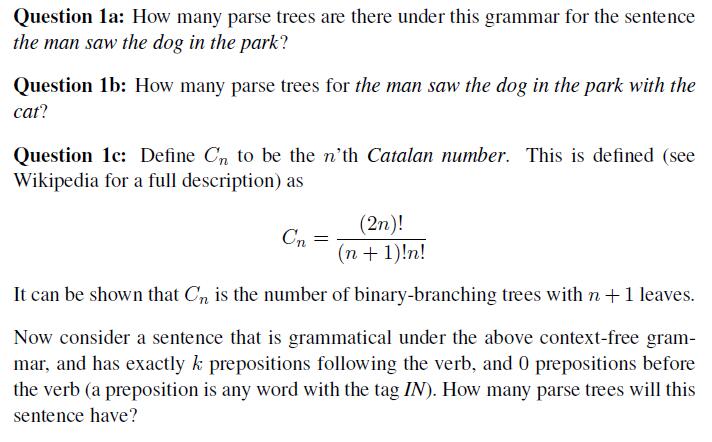 Question 1a: How many parse trees are there under this grammar for the sentence
the man saw the dog in the park?
Question 1b: How many parse trees for the man saw the dog in the park with the
cat?
Question 1c: Define Cn to be the n'th Catalan number. This is defined (see
Wikipedia for a full description) as
Cn = (2n)! / (n + 1)!n!
It can be shown that Cn is the number of binary-branching trees with n + 1 leaves.
Now consider a sentence that is grammatical under the above context-free gram-
mar, and has exactly k prepositions following the verb, and 0 prepositions before
the verb (a preposition is any word with the tag IN). How many parse trees will this
sentence have?